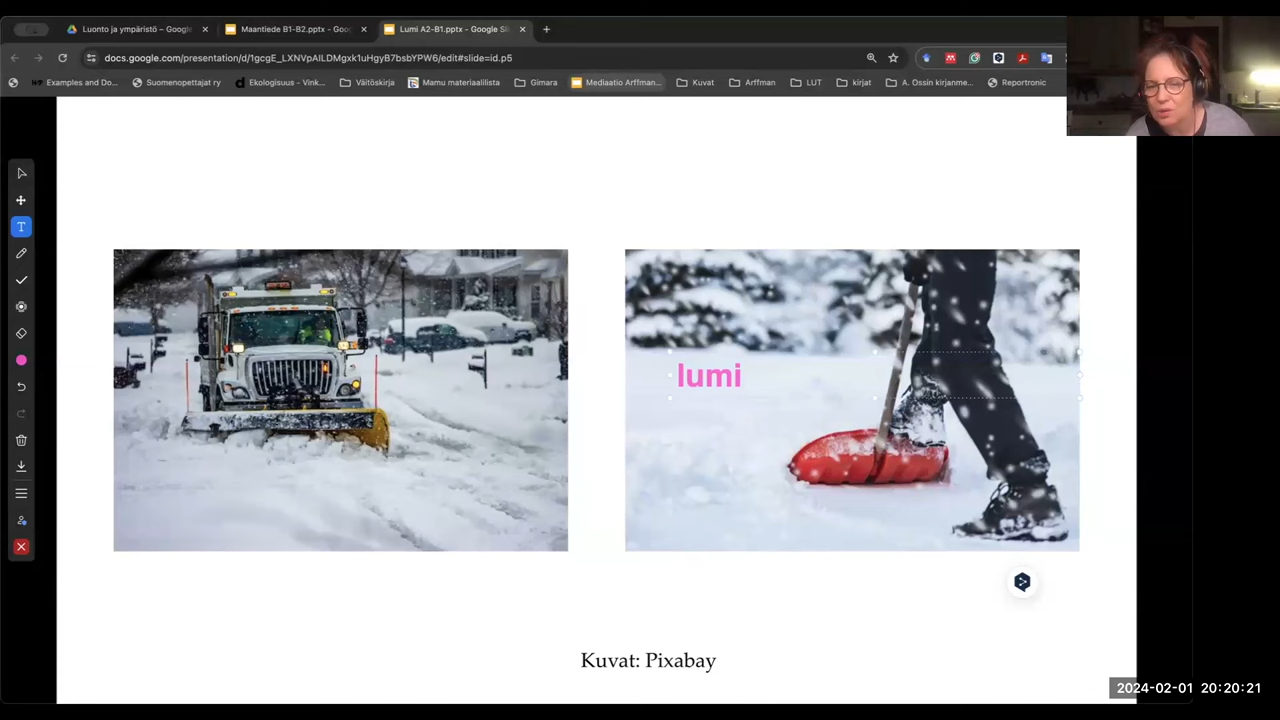 Luonto ja ympäristö – Google
Maantiede B1-B2.pptx - Goog
Lumi A2-B1.pptx - Google Sl
docs.google.com/presentation/d/1gcgE_LXNVpAILDMgxk1uHgyB7bsbYPW6/edit#slide=id.p5
Examples and Do...
Suomenopettajat ry
Ekologisuus – Vink...
Väitöskirja
Mamu materiaalilista
Gimara
Mediaatio Arffman...
Kuvat
Arffman
LUT
kirjat
A. Ossin kirjanme...
Reportronic
lumi
Kuvat: Pixabay
2024-02-01 20:20:21